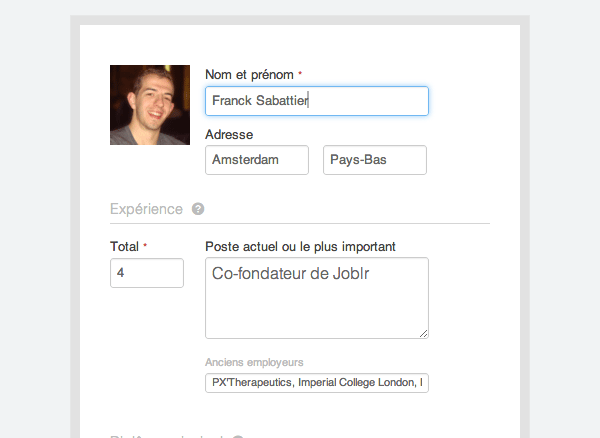 Nom et prénom *
Franck Sabattier
Adresse
Amsterdam Pays-Bas
Expérience ?
Total * Poste actuel ou le plus important
4 Co-fondateur de Joblr
Anciens employeurs
PX'Therapeutics, Imperial College London,